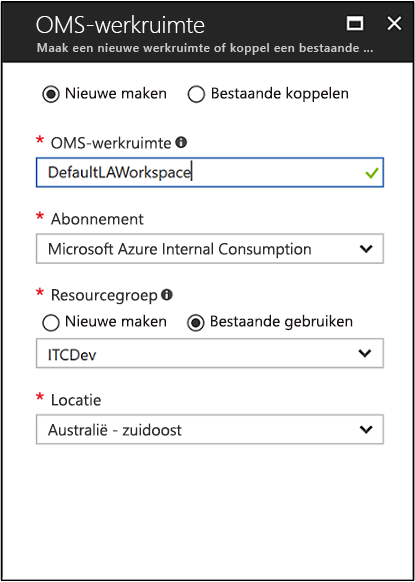 OMS-werkruimte
Maak een nieuwe werkruimte of koppel een bestaande ...
Nieuwe maken Bestaande koppelen
* OMS-werkruimte
DefaultLAWorkspace
* Abonnement
Microsoft Azure Internal Consumption
* Resourcegroep
Nieuwe maken Bestaande gebruiken
ITCDev
* Locatie
Australië - zuidoost